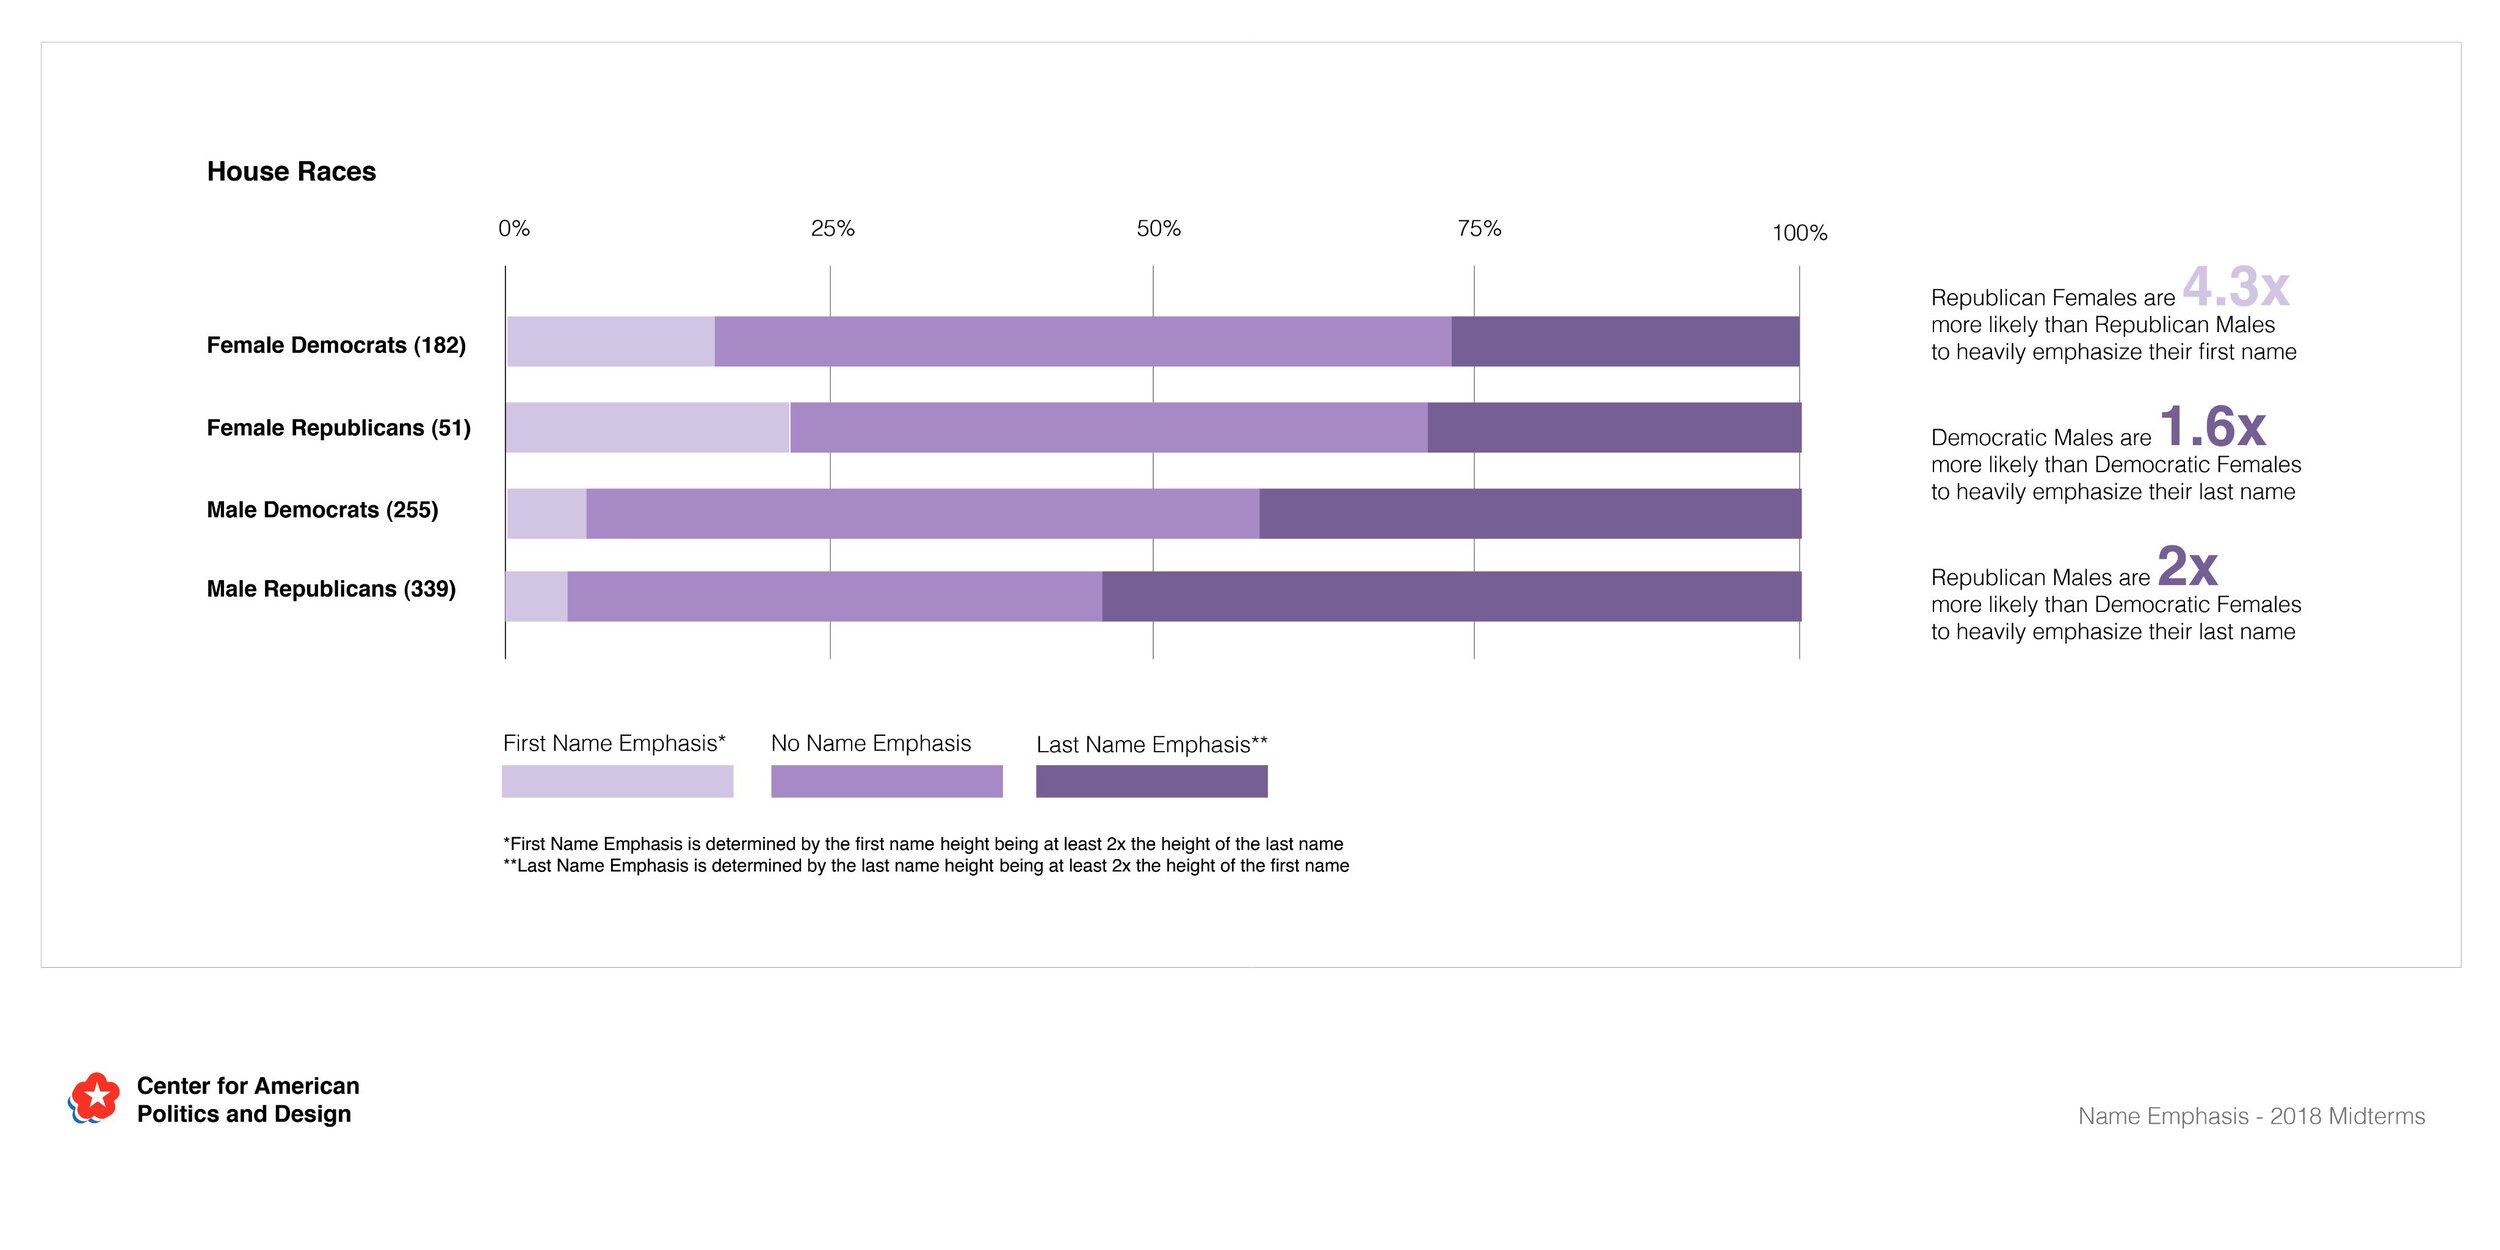 House Races
0%
25%
50%
75%
100%
Female Democrats (182)
Female Republicans (51)
Male Democrats (255)
Male Republicans (339)
Republican Females are 4.3x
more likely than Republican Males
to heavily emphasize their first name
Democratic Males are 1.6x
more likely than Democratic Females
to heavily emphasize their last name
Republican Males are 2x
more likely than Democratic Females
to heavily emphasize their last name
First Name Emphasis*
No Name Emphasis
Last Name Emphasis**
*First Name Emphasis is determined by the first name height being at least 2x the height of the last name
**Last Name Emphasis is determined by the last name height being at least 2x the height of the first name
Center for American
Politics and Design
Name Emphasis - 2018 Midterms